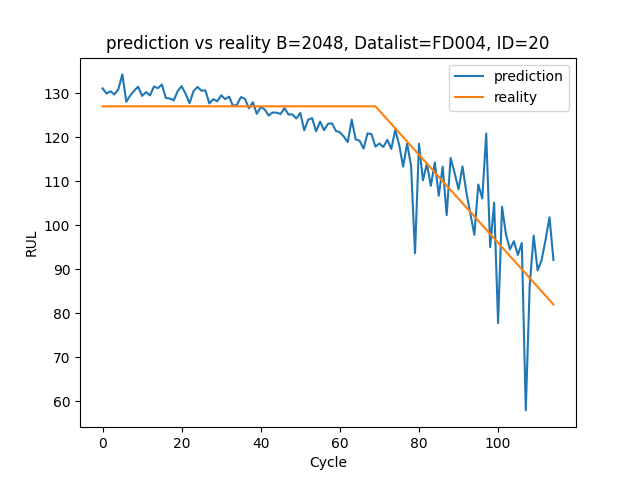 prediction vs reality B=2048, Datalist=FD004, ID=20
prediction
reality
RUL
130
120
110
100
90
80
70
60
0 20 40 60 80 100
Cycle